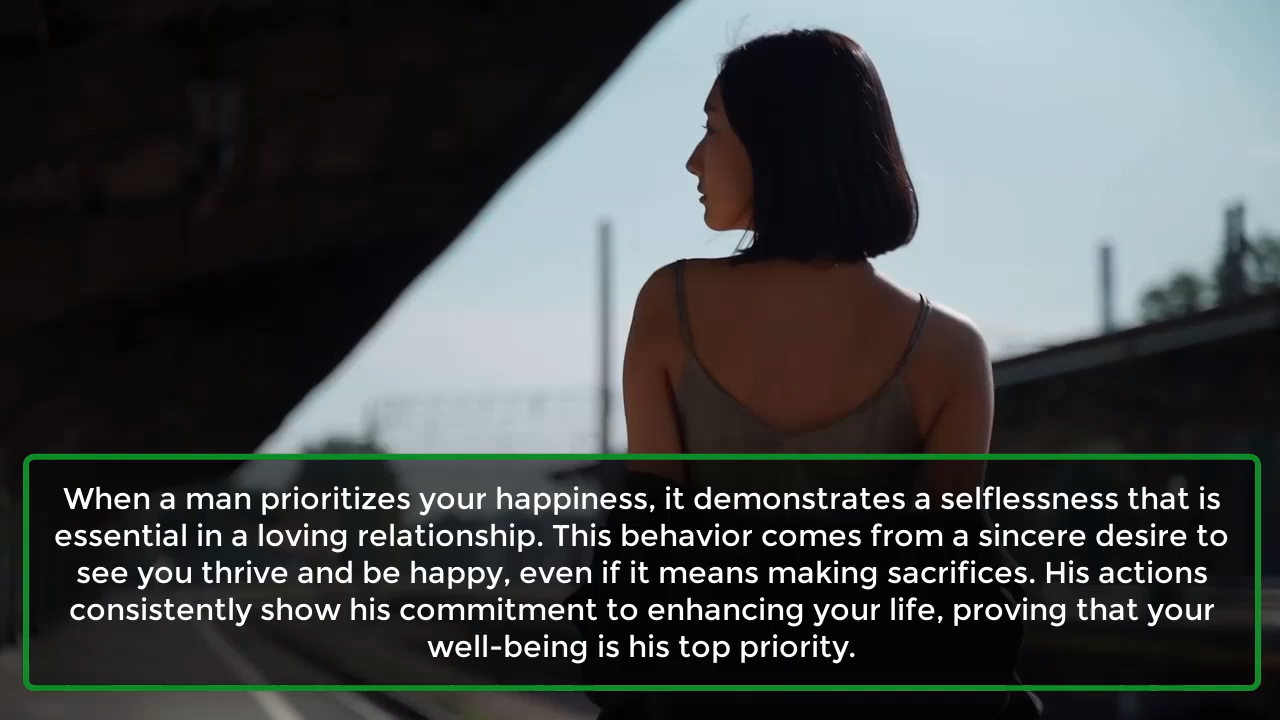 When a man prioritizes your happiness, it demonstrates a selflessness that is
essential in a loving relationship. This behavior comes from a sincere desire to
see you thrive and be happy, even if it means making sacrifices. His actions
consistently show his commitment to enhancing your life, proving that your
well-being is his top priority.